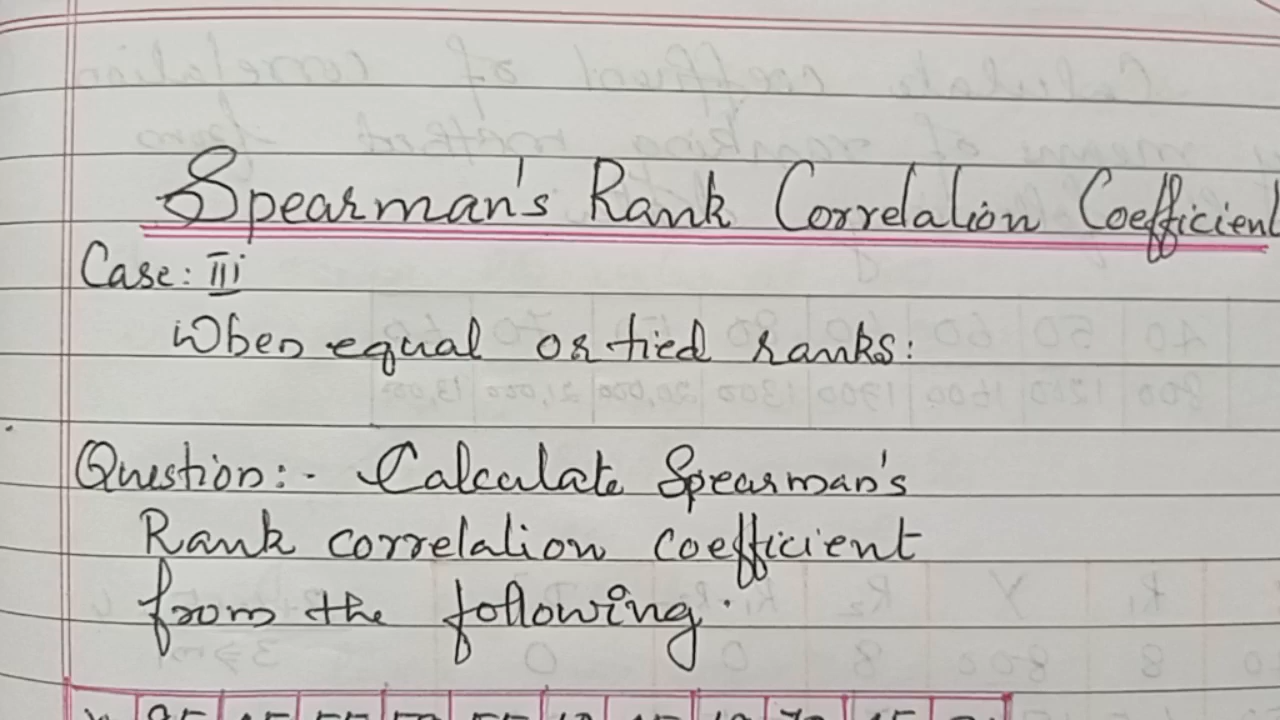 Spearman's Rank Correlation Coefficient
Case: III
When equal or tied ranks:
Question:- Calculate Spearman's
Rank correlation coefficient
from the following.